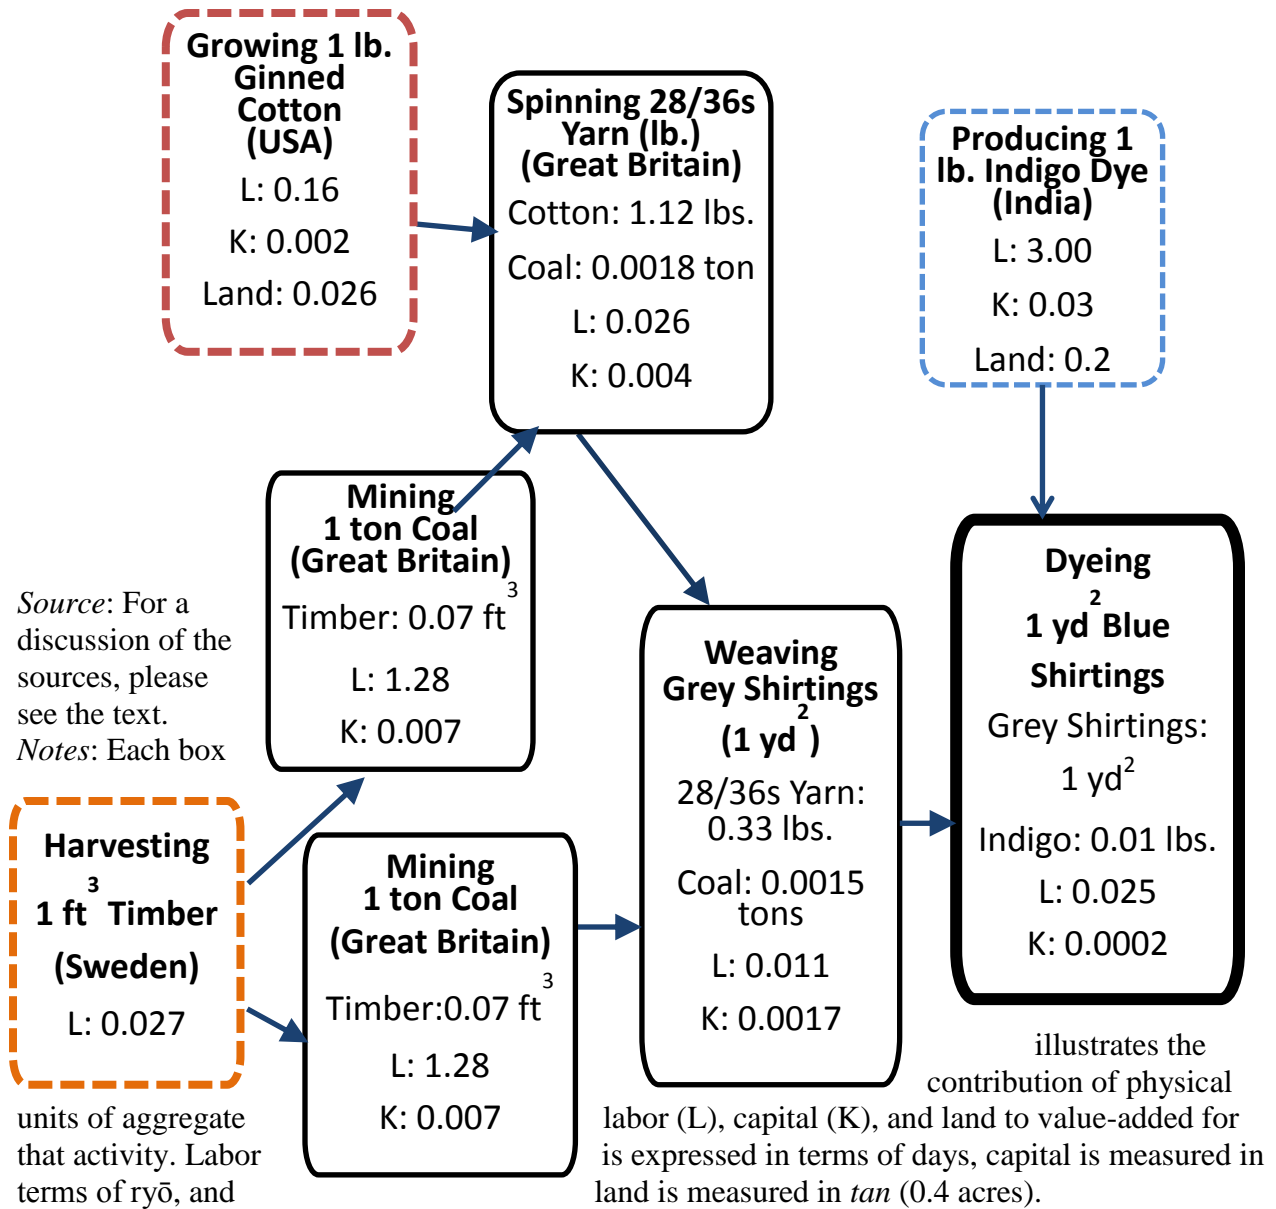 Growing 1 lb.
Ginned
Cotton
(USA)
L: 0.16
K: 0.002
Land: 0.026
Spinning 28/36s
Yarn (lb.)
(Great Britain)
Cotton: 1.12 lbs.
Coal: 0.0018 ton
L: 0.026
K: 0.004
Producing 1
lb. Indigo Dye
(India)
L: 3.00
K: 0.03
Land: 0.2
Mining
1 ton Coal
(Great Britain)
Timber: 0.07 ft³
L: 1.28
K: 0.007
Source: For a
discussion of the
sources, please
see the text.
Notes: Each box
Harvesting
1 ft³ Timber
(Sweden)
L: 0.027
Mining
1 ton Coal
(Great Britain)
Timber:0.07 ft³
L: 1.28
K: 0.007
Weaving
Grey Shirtings
(1 yd²)
28/36s Yarn:
0.33 lbs.
Coal: 0.0015
tons
L: 0.011
K: 0.0017
Dyeing
1 yd² Blue
Shirtings
Grey Shirtings:
1 yd²
Indigo: 0.01 lbs.
L: 0.025
K: 0.0002
illustrates the
contribution of physical
units of aggregate labor (L), capital (K), and land to value-added for
that activity. Labor is expressed in terms of days, capital is measured in
terms of ryō, and land is measured in tan (0.4 acres).